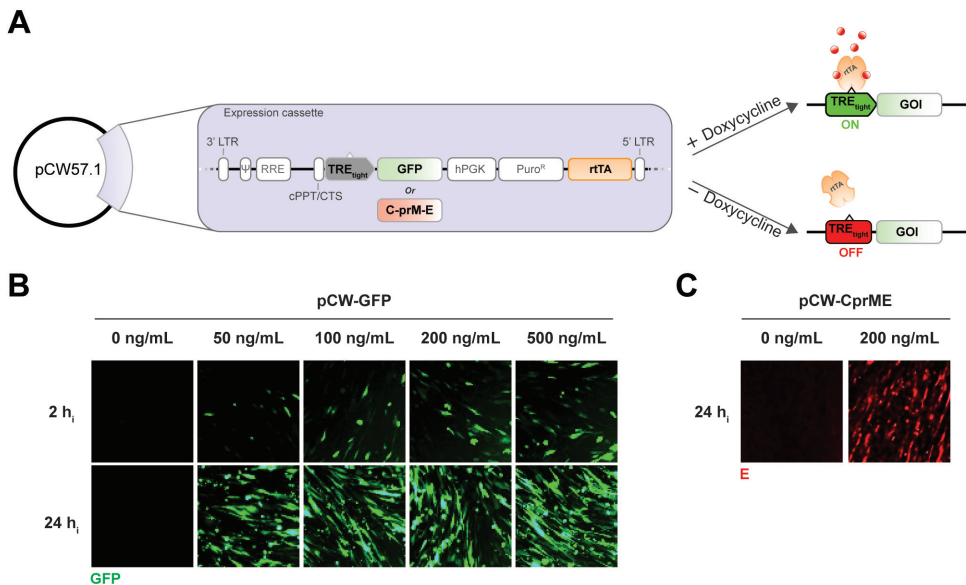 A
pCW57.1
Expression cassette
3' LTR
Ψ
RRE
cPPT/CTS
TREtight
GFP
Or
C-prM-E
hPGK
Puroᴿ
rtTA
5' LTR
+ Doxycycline
rtTA
TREtight
GOI
ON
− Doxycycline
rtTA
TREtight
GOI
OFF
B
pCW-GFP
0 ng/mL 50 ng/mL 100 ng/mL 200 ng/mL 500 ng/mL
2 hi
24 hi
GFP
C
pCW-CprME
0 ng/mL 200 ng/mL
24 hi
E